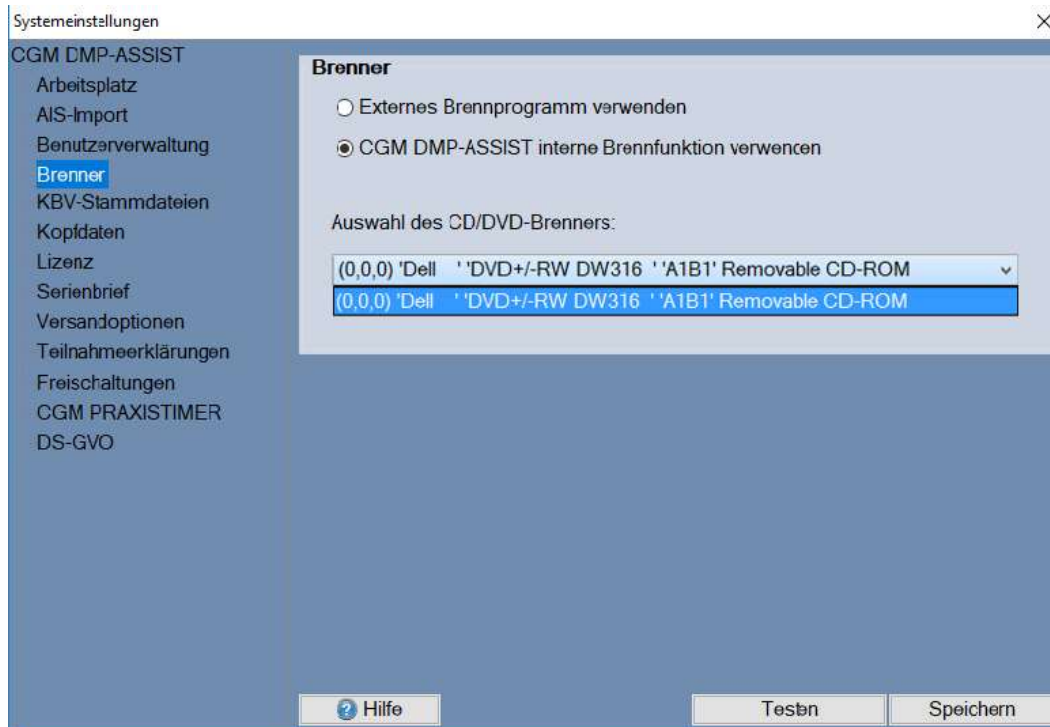 Systemeinstellungen
CGM DMP-ASSIST
Arbeitsplatz
AIS-Import
Benutzerverwaltung
Brenner
KBV-Stammdateien
Kopfdaten
Lizenz
Serienbrief
Versandoptionen
Teilnahmeerklärungen
Freischaltungen
CGM PRAXISTIMER
DS-GVO
Brenner
Externes Brennprogramm verwenden
CGM DMP-ASSIST interne Brennfunktion verwenden
Auswahl des CD/DVD-Brenners:
(0,0,0) 'Dell    ' 'DVD+/-RW DW316  ' 'A1B1' Removable CD-ROM
(0,0,0) 'Dell    ' 'DVD+/-RW DW316  ' 'A1B1' Removable CD-ROM
Hilfe
Testen
Speichern